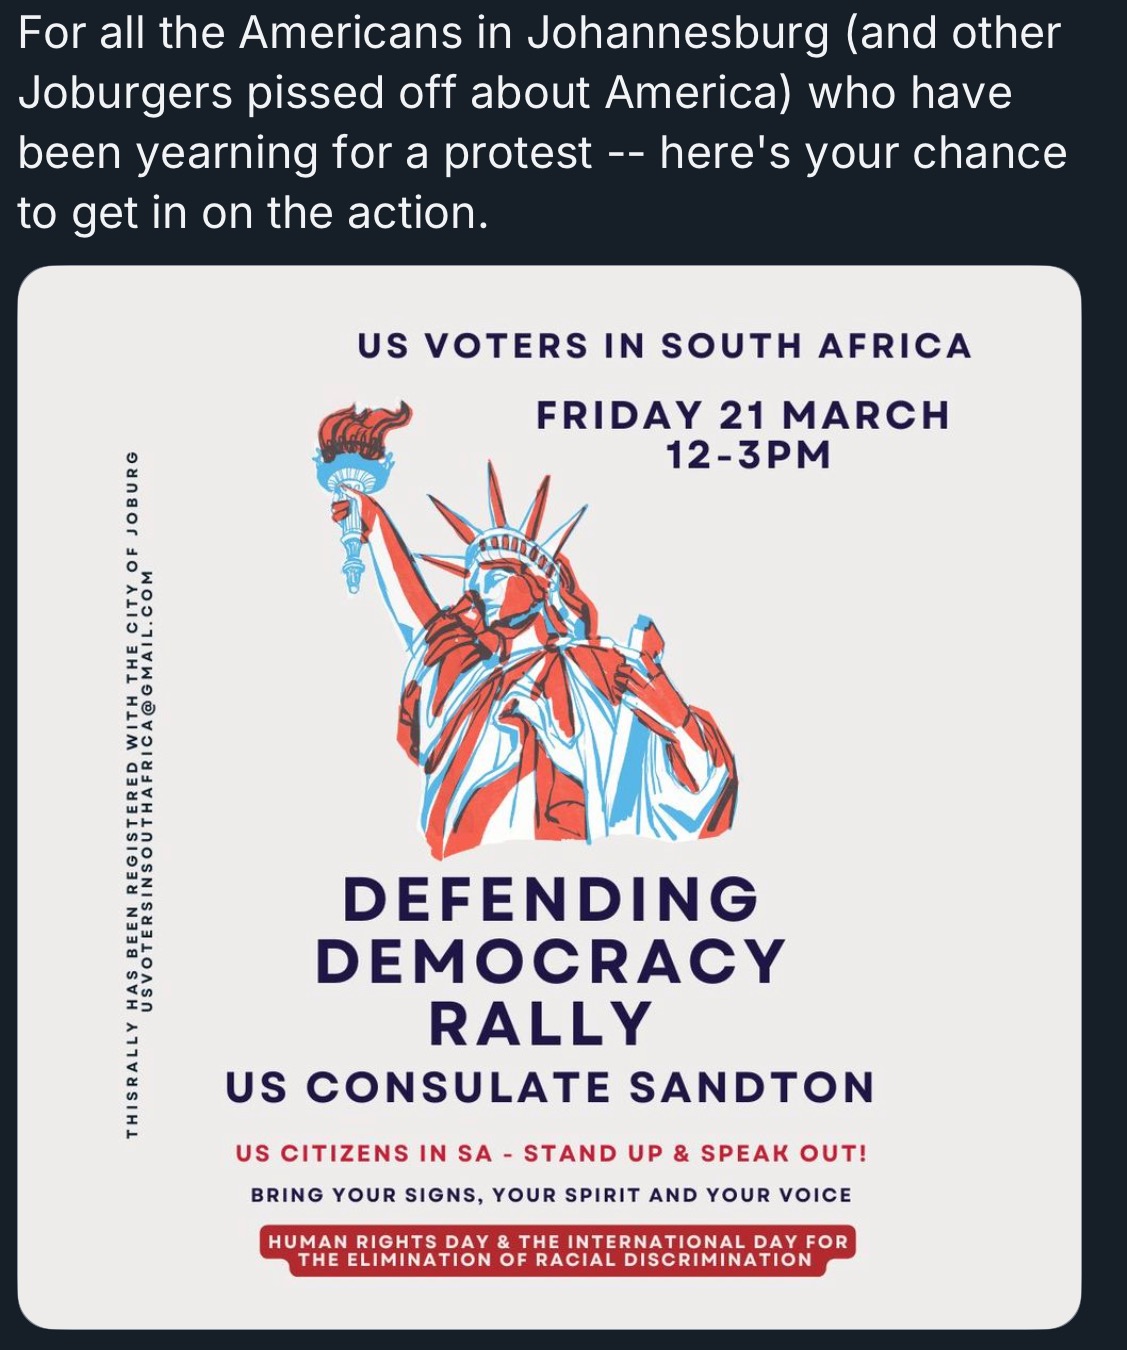 For all the Americans in Johannesburg (and other
Joburgers pissed off about America) who have
been yearning for a protest -- here's your chance
to get in on the action.
US VOTERS IN SOUTH AFRICA
FRIDAY 21 MARCH
12-3PM
THISRALLY HAS BEEN REGISTERED WITH THE CITY OF JOBURG
USVOTERSINSOUTHAFRICA@GMAIL.COM
DEFENDING
DEMOCRACY
RALLY
US CONSULATE SANDTON
US CITIZENS IN SA - STAND UP & SPEAK OUT!
BRING YOUR SIGNS, YOUR SPIRIT AND YOUR VOICE
HUMAN RIGHTS DAY & THE INTERNATIONAL DAY FOR
THE ELIMINATION OF RACIAL DISCRIMINATION